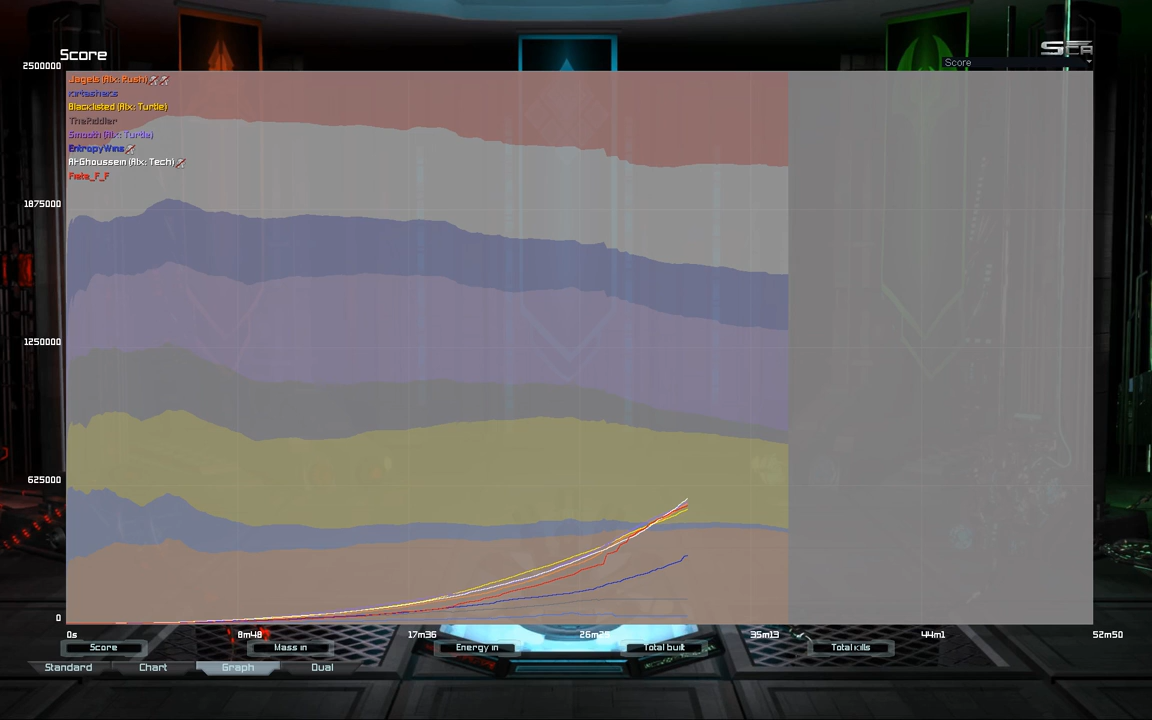 Score
SCA
2500000
Score
Jagels (AIx: Rush)
Blacklisted (AIx: Turtle)
TheRiddler
Smooth (AIx: Turtle)
EntropyWins
Al-Ghoussein (AIx: Tech)
Fiete_F_F
1875000
1250000
625000
0
0s 8m48 17m36 26m25 35m13 44m1 52m50
Score Mass in Energy in Total built Total kills
Standard Chart Graph Dual